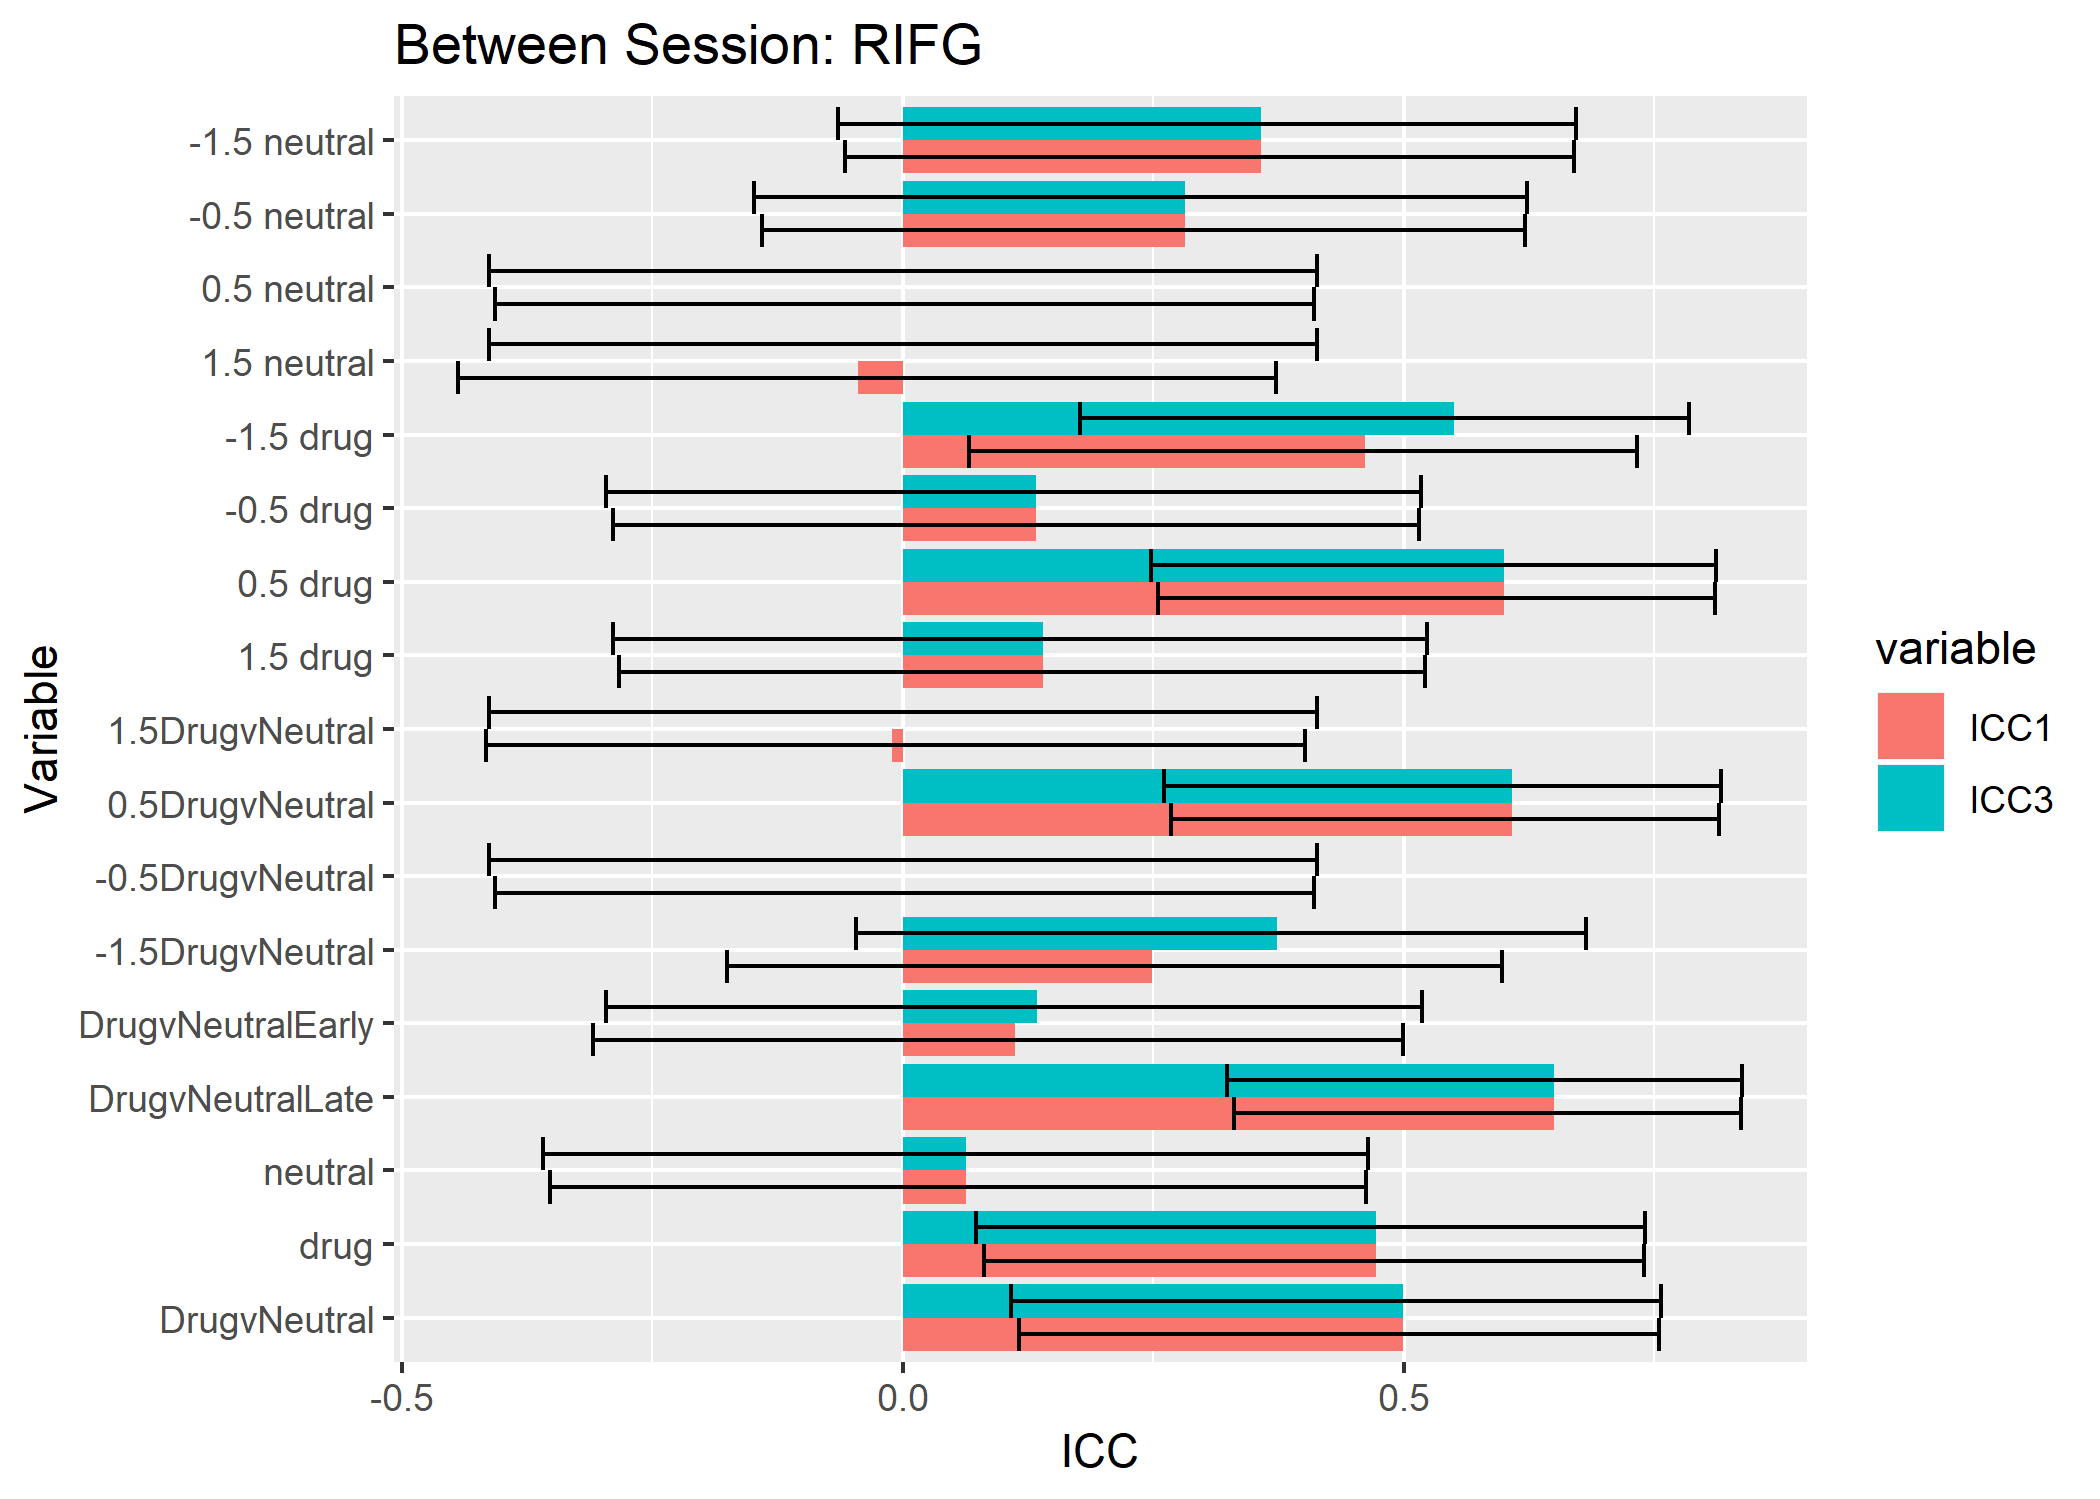 Between Session: RIFG
-1.5 neutral
-0.5 neutral
0.5 neutral
1.5 neutral
-1.5 drug
-0.5 drug
0.5 drug
1.5 drug
1.5DrugvNeutral
0.5DrugvNeutral
-0.5DrugvNeutral
-1.5DrugvNeutral
DrugvNeutralEarly
DrugvNeutralLate
neutral
drug
DrugvNeutral
Variable
-0.5 0.0 0.5
ICC
variable
ICC1
ICC3